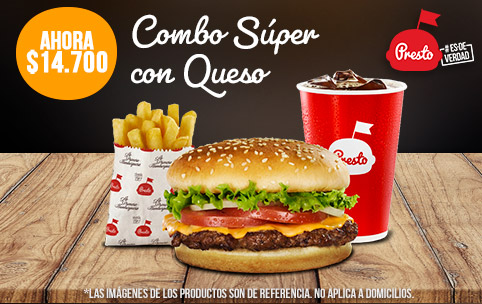 AHORA
$14.700
Combo Súper
con Queso
Presto
#ES DE
VERDAD
Presto
Presto
*LAS IMÁGENES DE LOS PRODUCTOS SON DE REFERENCIA. NO APLICA A DOMICILIOS.